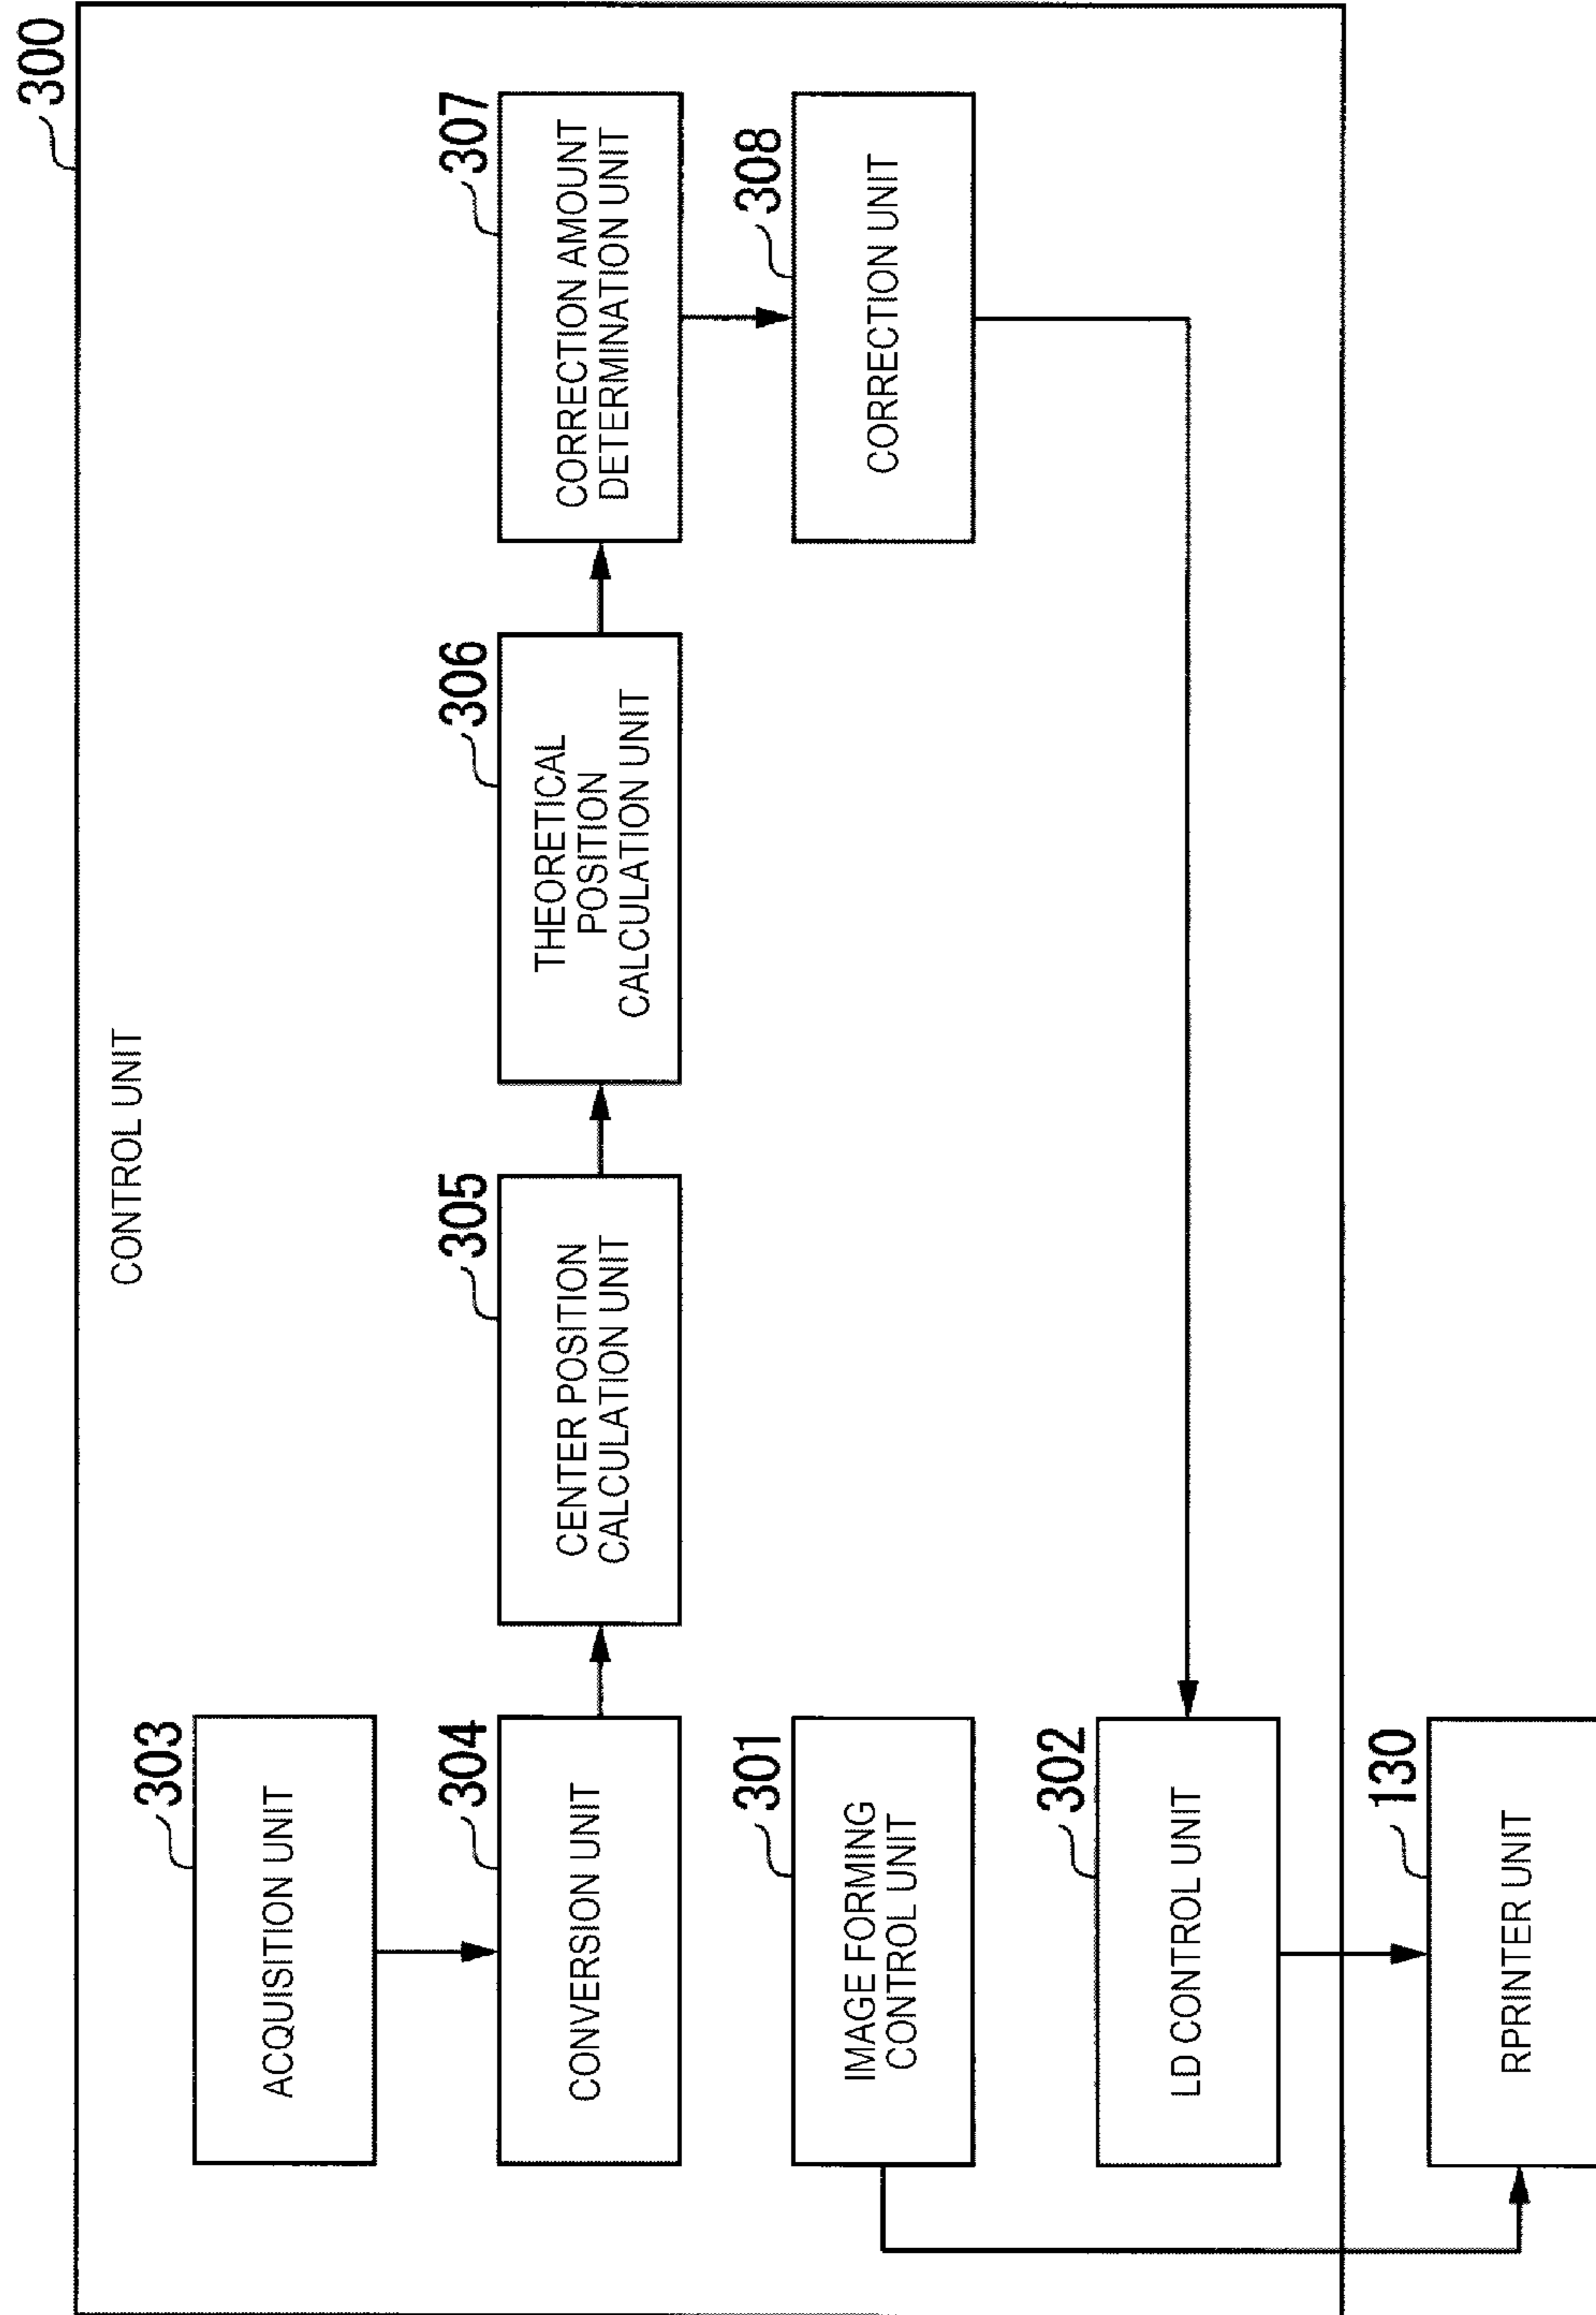 300
CONTROL UNIT
303
ACQUISITION UNIT
304
CONVERSION UNIT
305
CENTER POSITION
CALCULATION UNIT
306
THEORETICAL
POSITION
CALCULATION UNIT
307
CORRECTION AMOUNT
DETERMINATION UNIT
308
CORRECTION UNIT
301
IMAGE FORMING
CONTROL UNIT
302
LD CONTROL UNIT
130
RPRINTER UNIT